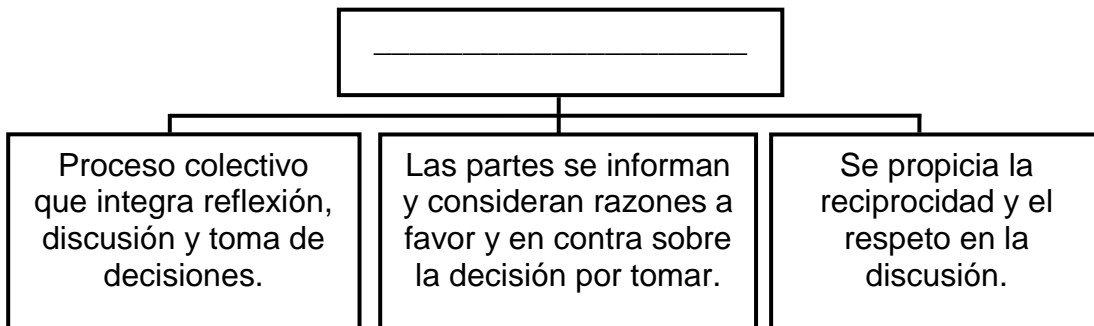 _____________________
Proceso colectivo
que integra reflexión,
discusión y toma de
decisiones.
Las partes se informan
y consideran razones a
favor y en contra sobre
la decisión por tomar.
Se propicia la
reciprocidad y el
respeto en la
discusión.